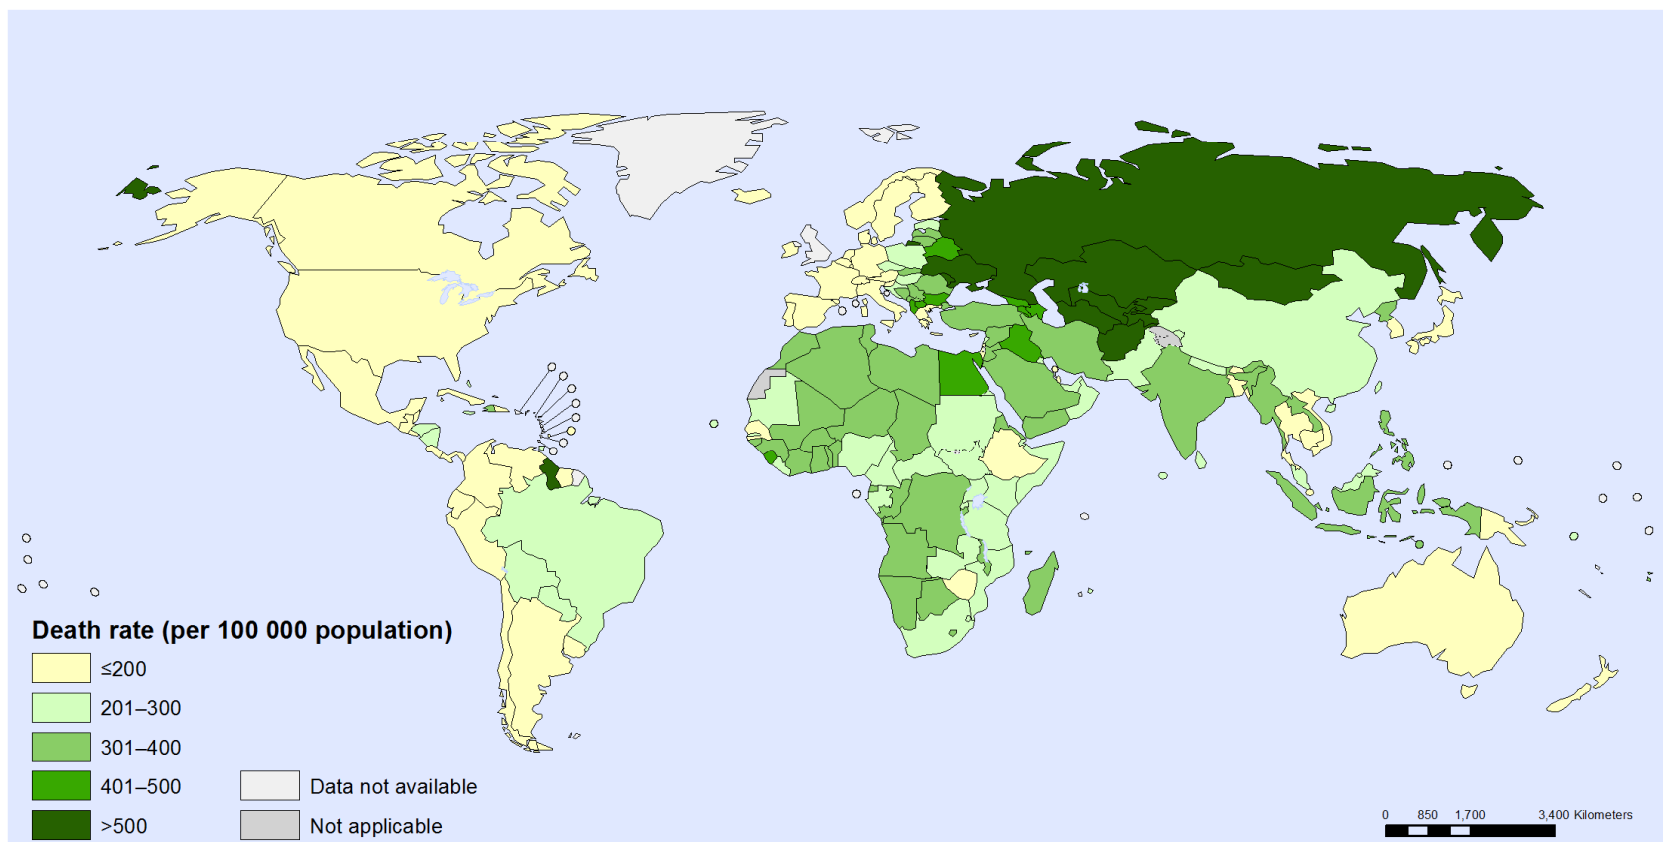 Death rate (per 100 000 population)
≤200
201–300
301–400
401–500
>500
Data not available
Not applicable
0 850 1,700 3,400 Kilometers